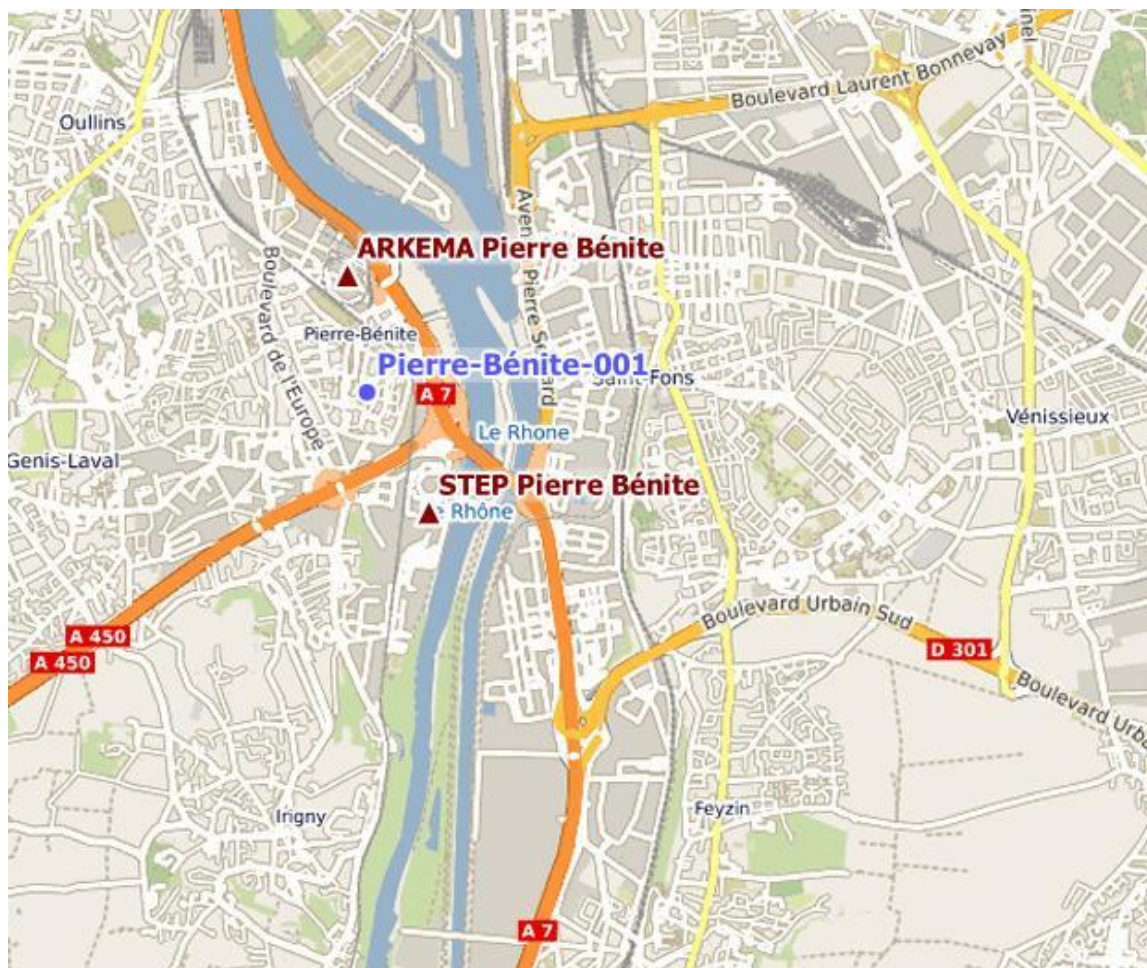 Oullins
Boulevard Laurent Bonnevay
ARKEMA Pierre Bénite
Boulevard de l'Europe
Pierre-Bénite
Pierre-Bénite-001
A 7
Saint-Fons
Vénissieux
Le Rhone
Genis-Laval
STEP Pierre Bénite
Rhône
A 450
A 450
Boulevard Urbain Sud
D 301
Boulevard Urba
Irigny
Feyzin
A 7